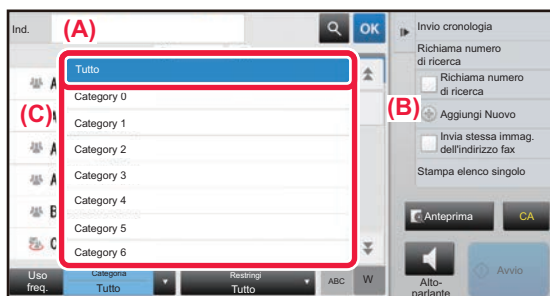 Ind.
(A)
OK
Tutto
A
Category 0
(C)
Category 1
A
Category 2
A
Category 3
Category 4
B
Category 5
C
Category 6
(B)
Invio cronologia
Richiama numero
di ricerca
Richiama numero
di ricerca
Aggiungi Nuovo
Invia stessa immag.
dell'indirizzo fax
Stampa elenco singolo
Anteprima
CA
Uso
freq.
Categoria
Tutto
Restringi
Tutto
ABC
W
Alto-
parlante
Avvio